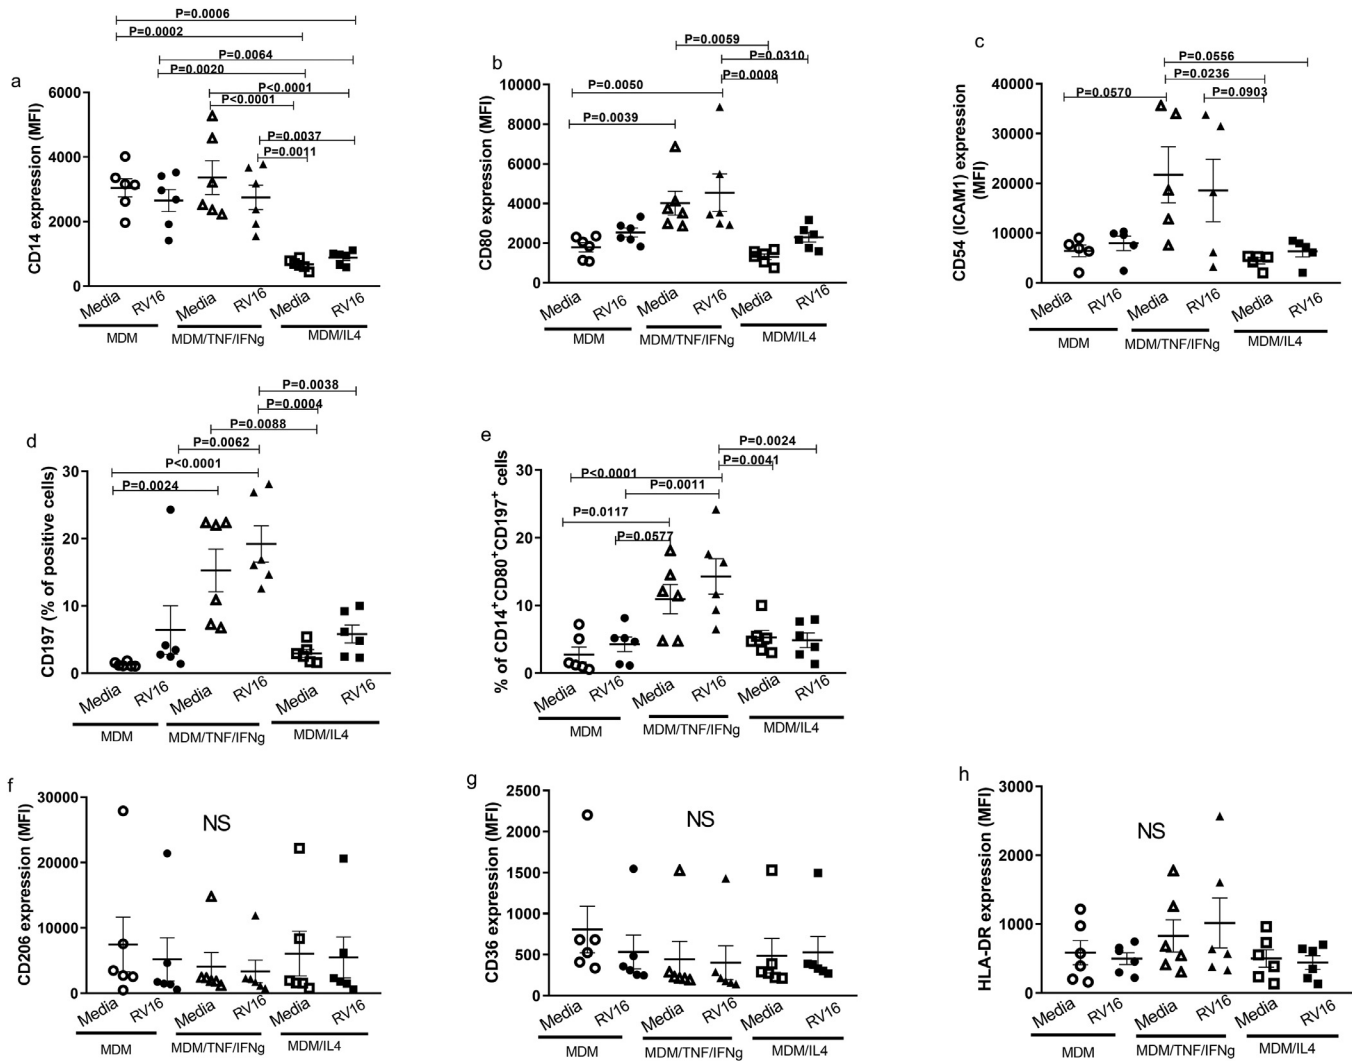 a
P=0.0006
P=0.0002
P=0.0064
P=0.0020
P<0.0001
P<0.0001
P=0.0037
P=0.0011
CD14 expression (MFI)
6000
4000
2000
0
Media
RV16
Media
RV16
Media
RV16
MDM
MDM/TNF/IFNg
MDM/IL4
b
P=0.0059
P=0.0310
P=0.0008
P=0.0050
P=0.0039
CD80 expression (MFI)
10000
8000
6000
4000
2000
0
Media
RV16
Media
RV16
Media
RV16
MDM
MDM/TNF/IFNg
MDM/IL4
c
P=0.0556
P=0.0236
P=0.0570
P=0.0903
CD54 (ICAM1) expression
(MFI)
40000
30000
20000
10000
0
Media
RV16
Media
RV16
Media
RV16
MDM
MDM/TNF/IFNg
MDM/IL4
d
P=0.0038
P=0.0004
P=0.0088
P=0.0062
P<0.0001
P=0.0024
CD197 (% of positive cells)
30
20
10
0
Media
RV16
Media
RV16
Media
RV16
MDM
MDM/TNF/IFNg
MDM/IL4
e
P=0.0024
P=0.0041
P<0.0001
P=0.0011
P=0.0117
P=0.0577
% of CD14⁺CD80⁺CD197⁺ cells
30
20
10
0
Media
RV16
Media
RV16
Media
RV16
MDM
MDM/TNF/IFNg
MDM/IL4
f
NS
CD206 expression (MFI)
30000
20000
10000
0
Media
RV16
Media
RV16
Media
RV16
MDM
MDM/TNF/IFNg
MDM/IL4
g
NS
CD36 expression (MFI)
2500
2000
1500
1000
500
0
Media
RV16
Media
RV16
Media
RV16
MDM
MDM/TNF/IFNg
MDM/IL4
h
NS
HLA-DR expression (MFI)
3000
2000
1000
0
Media
RV16
Media
RV16
Media
RV16
MDM
MDM/TNF/IFNg
MDM/IL4